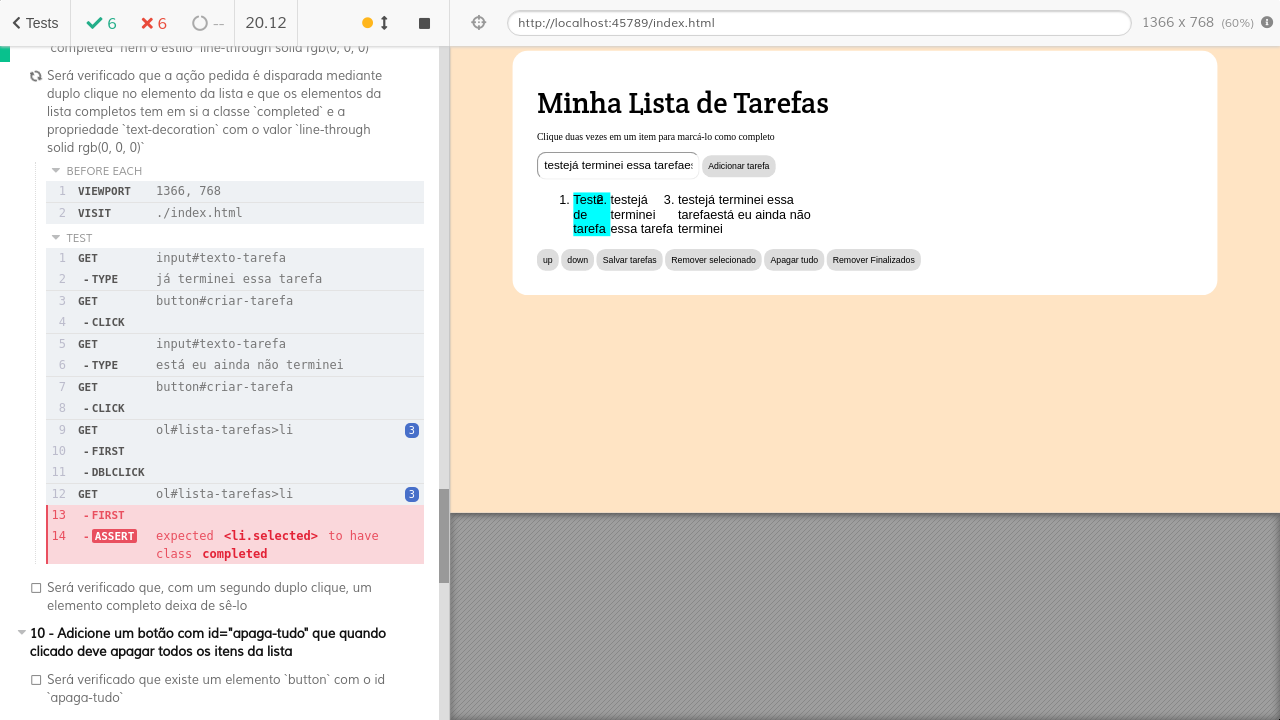 Tests
6
6
--
20.12
http://localhost:45789/index.html
1366 x 768 (60%)
`completed` nem o estilo `line-through solid rgb(0, 0, 0)`
Será verificado que a ação pedida é disparada mediante
duplo clique no elemento da lista e que os elementos da
lista completos tem em si a classe `completed` e a
propriedade `text-decoration` com o valor `line-through
solid rgb(0, 0, 0)`
BEFORE EACH
1 VIEWPORT 1366, 768
2 VISIT ./index.html
TEST
1 GET input#texto-tarefa
2 -TYPE já terminei essa tarefa
3 GET button#criar-tarefa
4 -CLICK
5 GET input#texto-tarefa
6 -TYPE está eu ainda não terminei
7 GET button#criar-tarefa
8 -CLICK
9 GET ol#lista-tarefas>li 3
10 -FIRST
11 -DBLCLICK
12 GET ol#lista-tarefas>li 3
13 -FIRST
14 -ASSERT expected <li.selected> to have
class completed
Será verificado que, com um segundo duplo clique, um
elemento completo deixa de sê-lo
10 - Adicione um botão com id="apaga-tudo" que quando
clicado deve apagar todos os itens da lista
Será verificado que existe um elemento `button` com o id
`apaga-tudo`
Minha Lista de Tarefas
Clique duas vezes em um item para marcá-lo como completo
testejá terminei essa tarefaes
Adicionar tarefa
1. Teste
de
tarefa
2. testejá
terminei
essa tarefa
3. testejá terminei essa
tarefaestá eu ainda não
terminei
up down Salvar tarefas Remover selecionado Apagar tudo Remover Finalizados